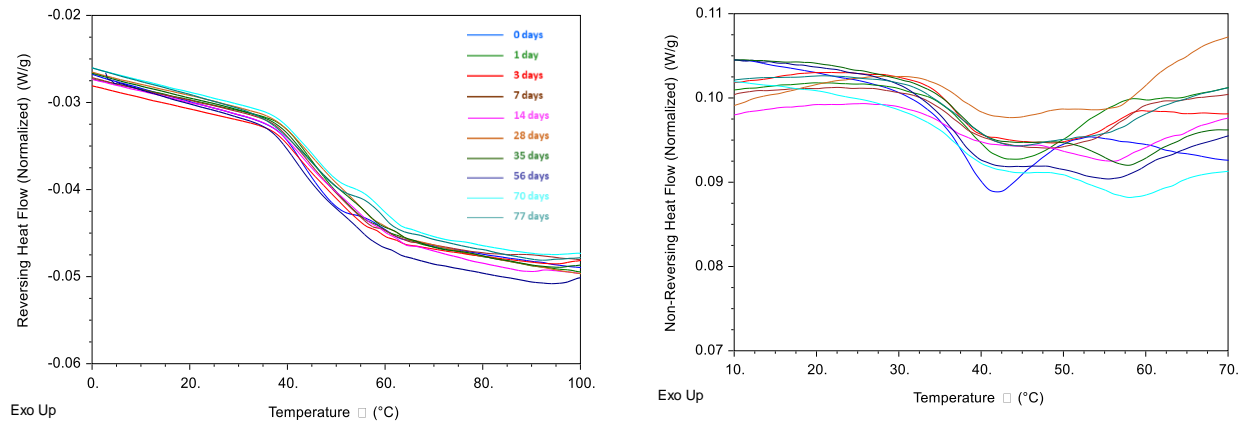 -0.02
-0.03
-0.04
-0.05
-0.06
Reversing Heat Flow (Normalized) (W/g)
0 days
1 day
3 days
7 days
14 days
28 days
35 days
56 days
70 days
77 days
0. 20. 40. 60. 80. 100.
Exo Up
Temperature (°C)
0.11
0.10
0.09
0.08
0.07
Non-Reversing Heat Flow (Normalized) (W/g)
10. 20. 30. 40. 50. 60. 70.
Exo Up
Temperature (°C)